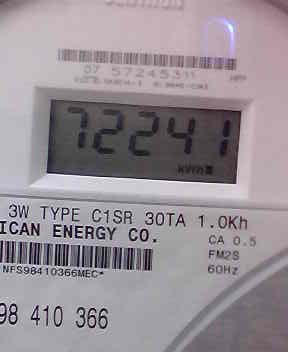 07 57245311
72241
kWh
3W TYPE C1SR 30TA 1.0Kh
ICAN ENERGY CO.
CA 0.5
FM2S
60Hz
NFS98410366MEC*
98 410 366